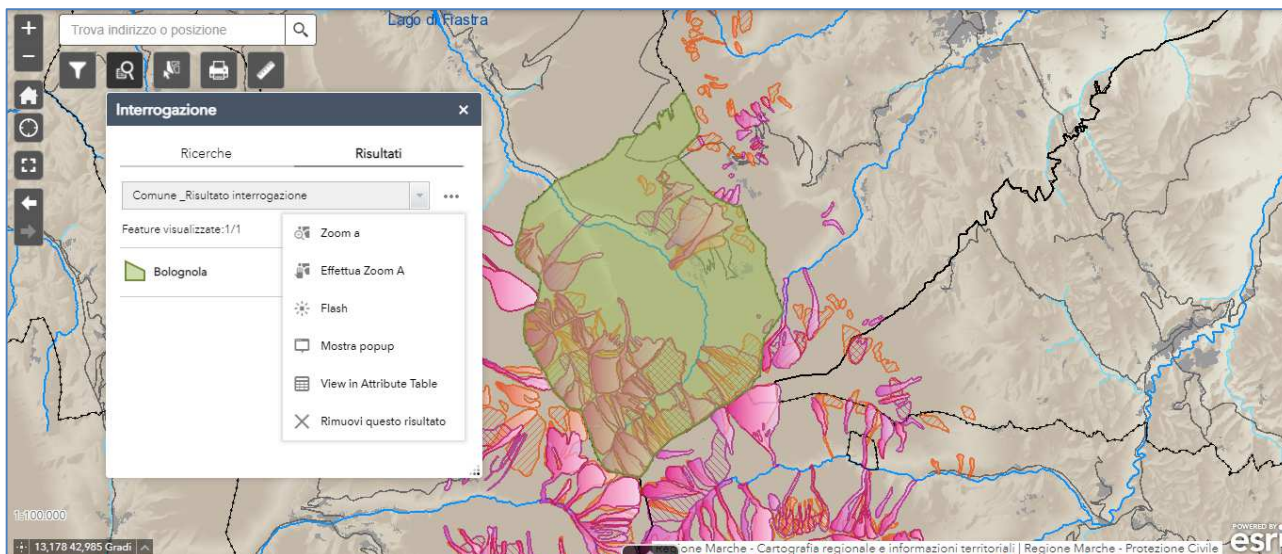 Lago di Fiastra
Trova indirizzo o posizione
Interrogazione
Ricerche
Risultati
Comune _Risultato interrogazione
Feature visualizzate:1/1
Bolognola
Zoom a
Effettua Zoom A
Flash
Mostra popup
View in Attribute Table
Rimuovi questo risultato
1:100.000
13,178 42,985 Gradi
POWERED BY
esri
Regione Marche - Cartografia regionale e informazioni territoriali | Regione Marche - Protezione Civile